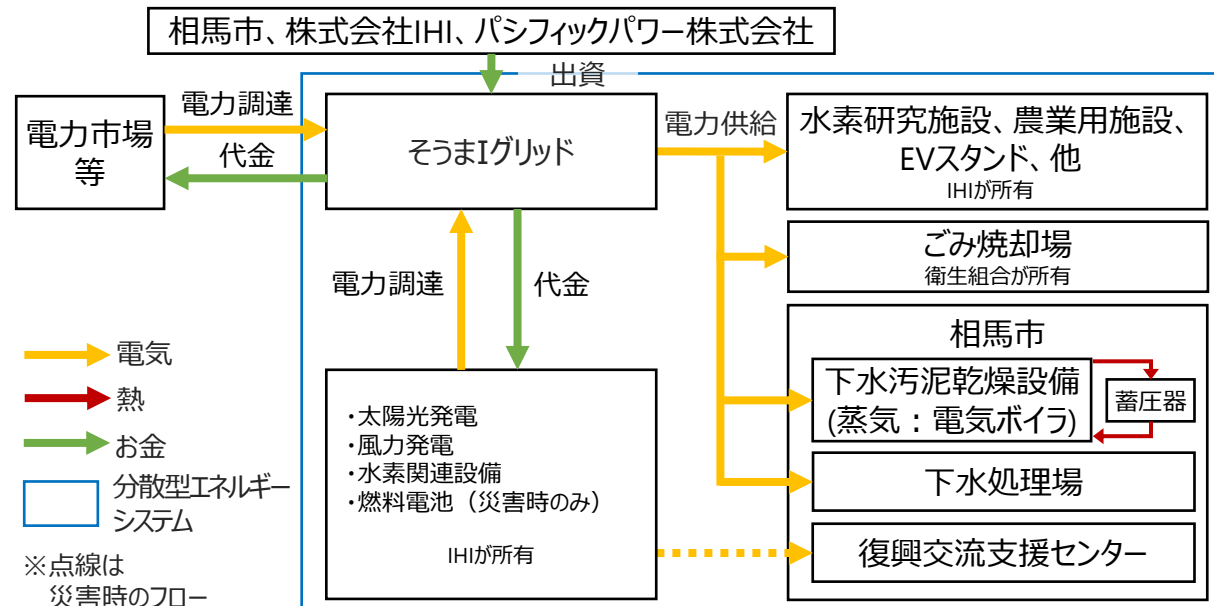 相馬市、株式会社IHI、パシフィックパワー株式会社
出資
電力市場
等
電力調達
代金
そうまIグリッド
電力供給
水素研究施設、農業用施設、
EVスタンド、他
IHIが所有
ごみ焼却場
衛生組合が所有
電力調達
代金
相馬市
下水汚泥乾燥設備
(蒸気：電気ボイラ)
蓄圧器
下水処理場
復興交流支援センター
・太陽光発電
・風力発電
・水素関連設備
・燃料電池（災害時のみ）
IHIが所有
電気
熱
お金
分散型エネルギー
システム
※点線は
災害時のフロー